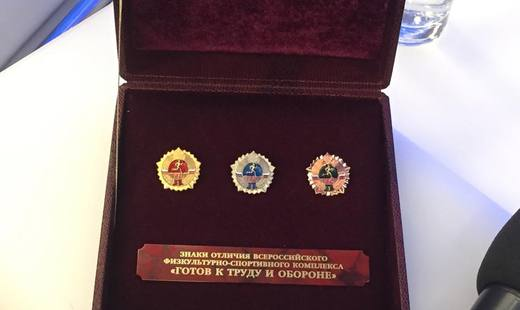 ЗНАКИ ОТЛИЧИЯ ВСЕРОССИЙСКОГО
ФИЗКУЛЬТУРНО-СПОРТИВНОГО КОМПЛЕКСА
«ГОТОВ К ТРУДУ И ОБОРОНЕ»